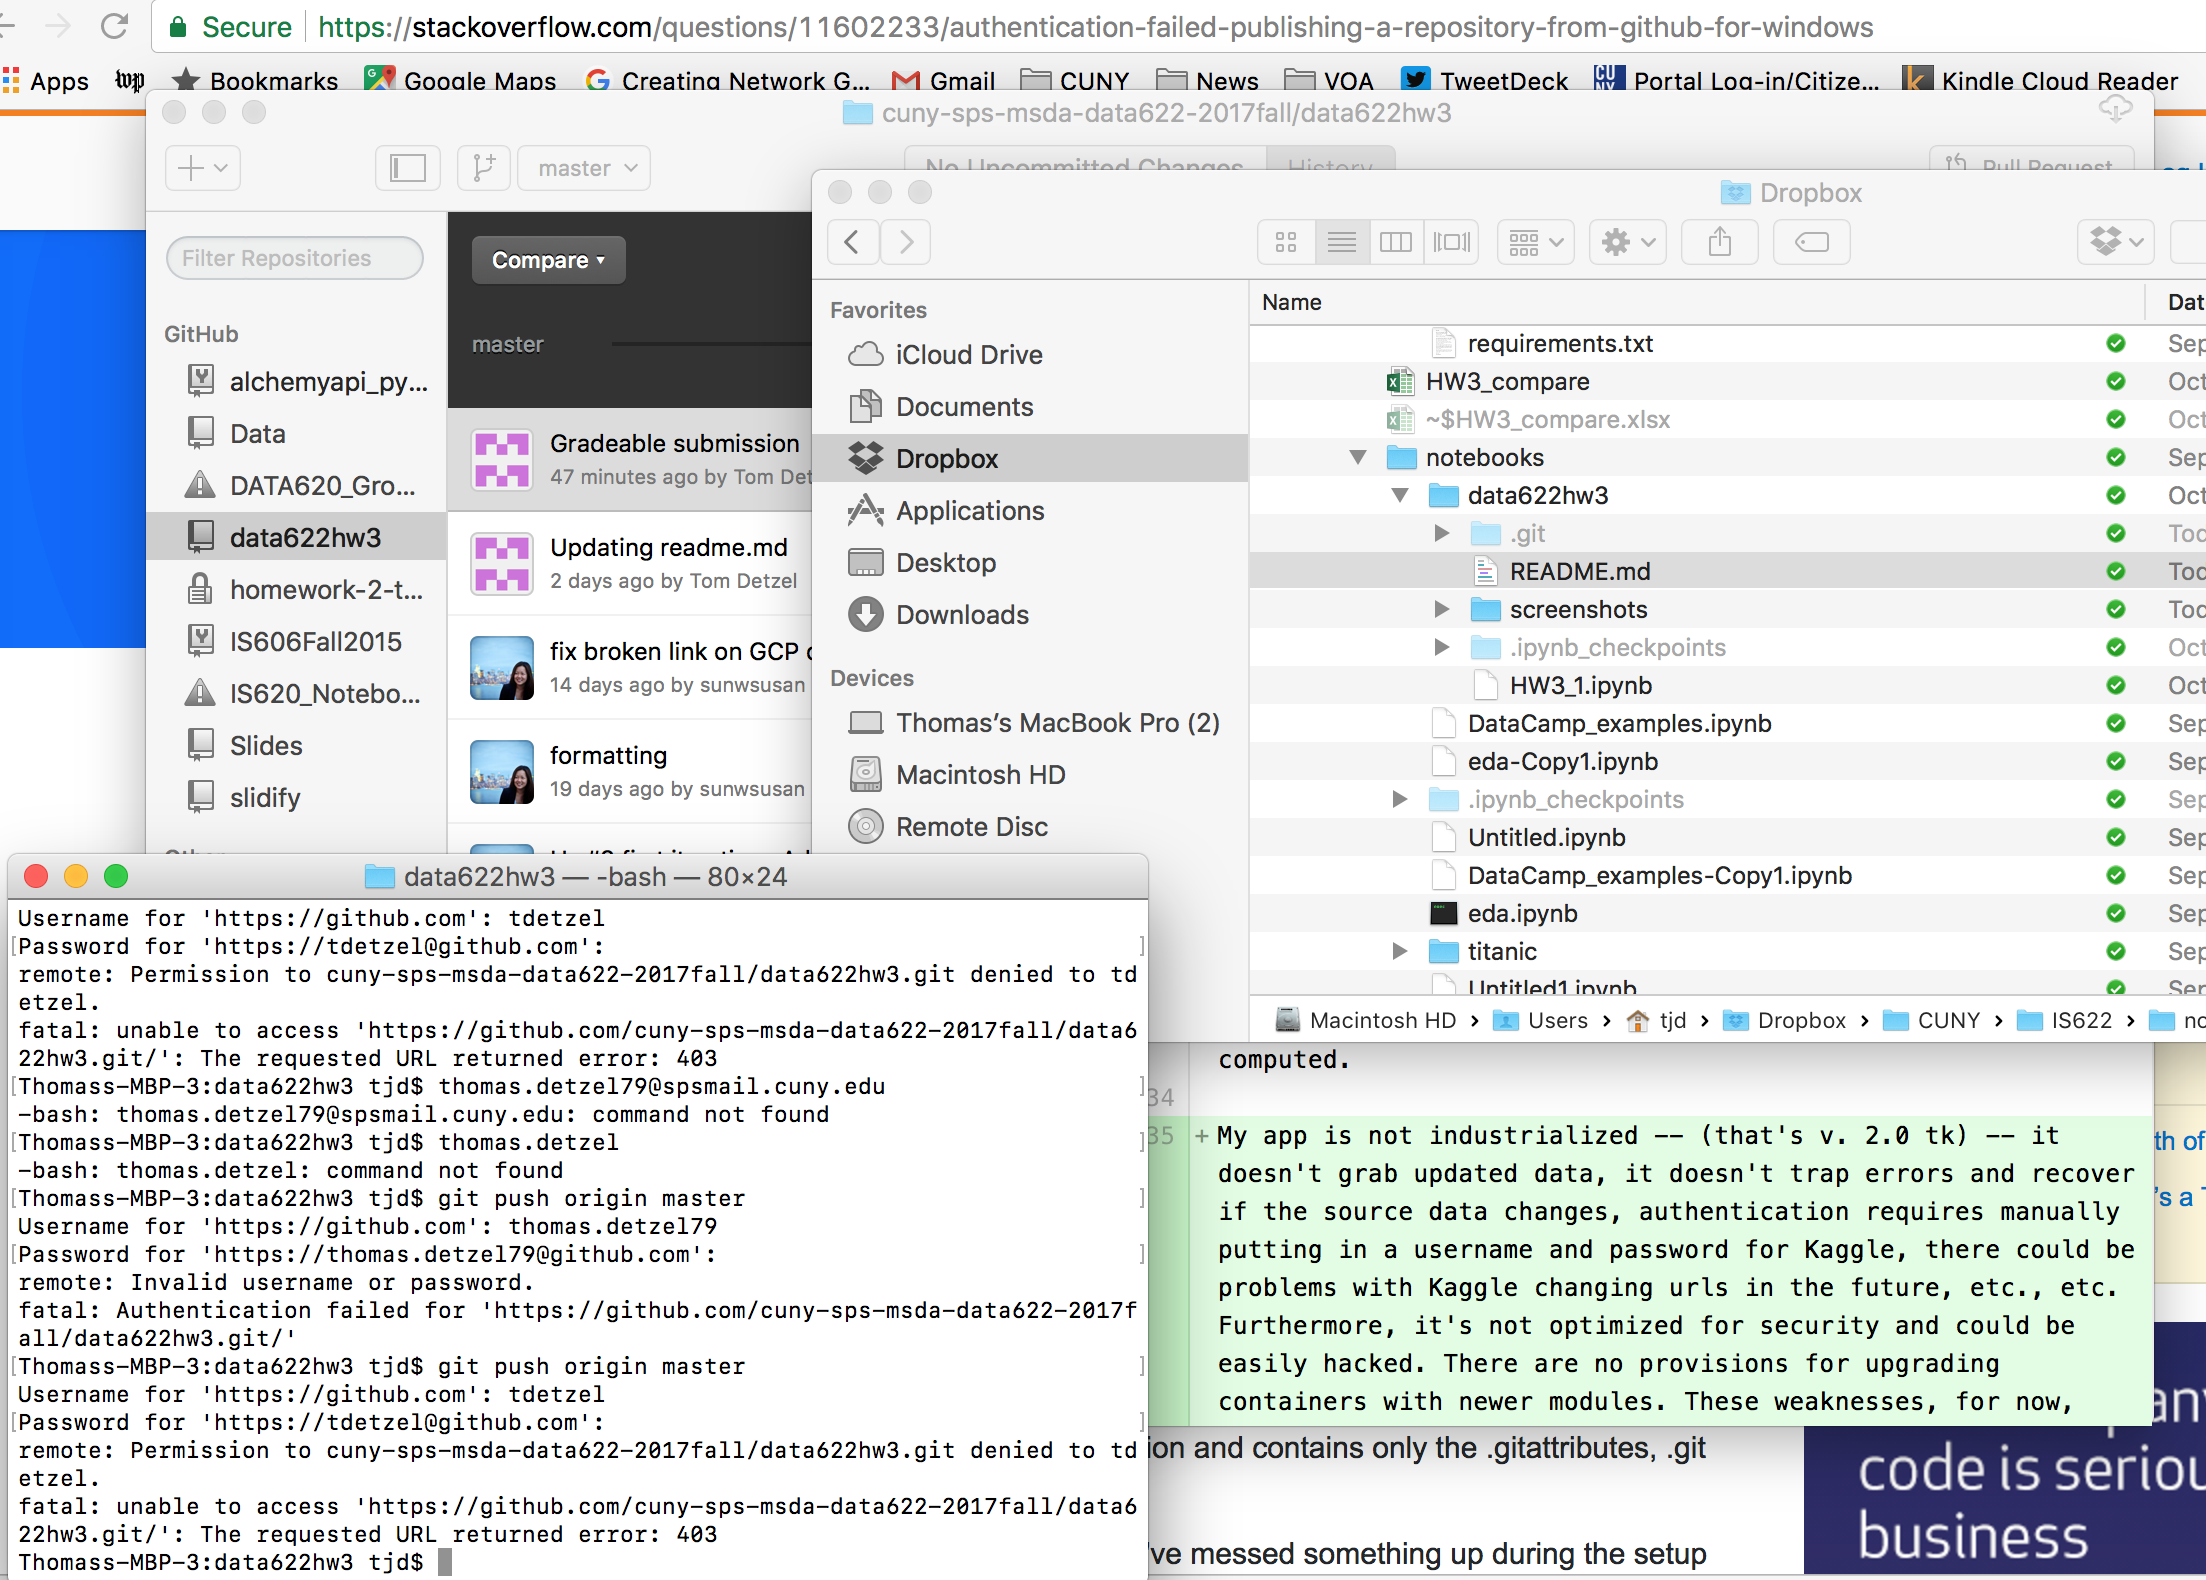 Secure https://stackoverflow.com/questions/11602233/authentication-failed-publishing-a-repository-from-github-for-windows
Apps Bookmarks Google Maps Creating Network G... Gmail CUNY News VOA TweetDeck Portal Log-in/Citize... Kindle Cloud Reader
cuny-sps-msda-data622-2017fall/data622hw3
master No Uncommitted Changes History Pull Request
Filter Repositories
GitHub
alchemyapi_py...
Data
DATA620_Gro...
data622hw3
homework-2-t...
IS606Fall2015
IS620_Notebo...
Slides
slidify
Compare
master
Gradeable submission
47 minutes ago by Tom Det
Updating readme.md
2 days ago by Tom Detzel
fix broken link on GCP
14 days ago by sunwsusan
formatting
19 days ago by sunwsusan
Dropbox
Favorites
iCloud Drive
Documents
Dropbox
Applications
Desktop
Downloads
Devices
Thomas’s MacBook Pro (2)
Macintosh HD
Remote Disc
Name Dat
requirements.txt Sep
HW3_compare Oct
~$HW3_compare.xlsx Oct
notebooks Sep
data622hw3 Oct
.git Tod
README.md Tod
screenshots Tod
.ipynb_checkpoints Oct
HW3_1.ipynb Oct
DataCamp_examples.ipynb Sep
eda-Copy1.ipynb Sep
.ipynb_checkpoints Sep
Untitled.ipynb Sep
DataCamp_examples-Copy1.ipynb Sep
eda.ipynb Sep
titanic Sep
Untitled1.ipynb Sep
Macintosh HD › Users › tjd › Dropbox › CUNY › IS622 › no
data622hw3 — -bash — 80×24
Username for 'https://github.com': tdetzel
[Password for 'https://tdetzel@github.com': ]
remote: Permission to cuny-sps-msda-data622-2017fall/data622hw3.git denied to td
etzel.
fatal: unable to access 'https://github.com/cuny-sps-msda-data622-2017fall/data6
22hw3.git/': The requested URL returned error: 403
[Thomass-MBP-3:data622hw3 tjd$ thomas.detzel79@spsmail.cuny.edu ]
-bash: thomas.detzel79@spsmail.cuny.edu: command not found
[Thomass-MBP-3:data622hw3 tjd$ thomas.detzel ]
-bash: thomas.detzel: command not found
[Thomass-MBP-3:data622hw3 tjd$ git push origin master ]
Username for 'https://github.com': thomas.detzel79
[Password for 'https://thomas.detzel79@github.com': ]
remote: Invalid username or password.
fatal: Authentication failed for 'https://github.com/cuny-sps-msda-data622-2017f
all/data622hw3.git/'
[Thomass-MBP-3:data622hw3 tjd$ git push origin master ]
Username for 'https://github.com': tdetzel
[Password for 'https://tdetzel@github.com': ]
remote: Permission to cuny-sps-msda-data622-2017fall/data622hw3.git denied to td
etzel.
fatal: unable to access 'https://github.com/cuny-sps-msda-data622-2017fall/data6
22hw3.git/': The requested URL returned error: 403
Thomass-MBP-3:data622hw3 tjd$
computed.
34
35 + My app is not industrialized -- (that's v. 2.0 tk) -- it
doesn't grab updated data, it doesn't trap errors and recover
if the source data changes, authentication requires manually
putting in a username and password for Kaggle, there could be
problems with Kaggle changing urls in the future, etc., etc.
Furthermore, it's not optimized for security and could be
easily hacked. There are no provisions for upgrading
containers with newer modules. These weaknesses, for now,
ion and contains only the .gitattributes, .git
've messed something up during the setup
th of
's a
code is seriou
business